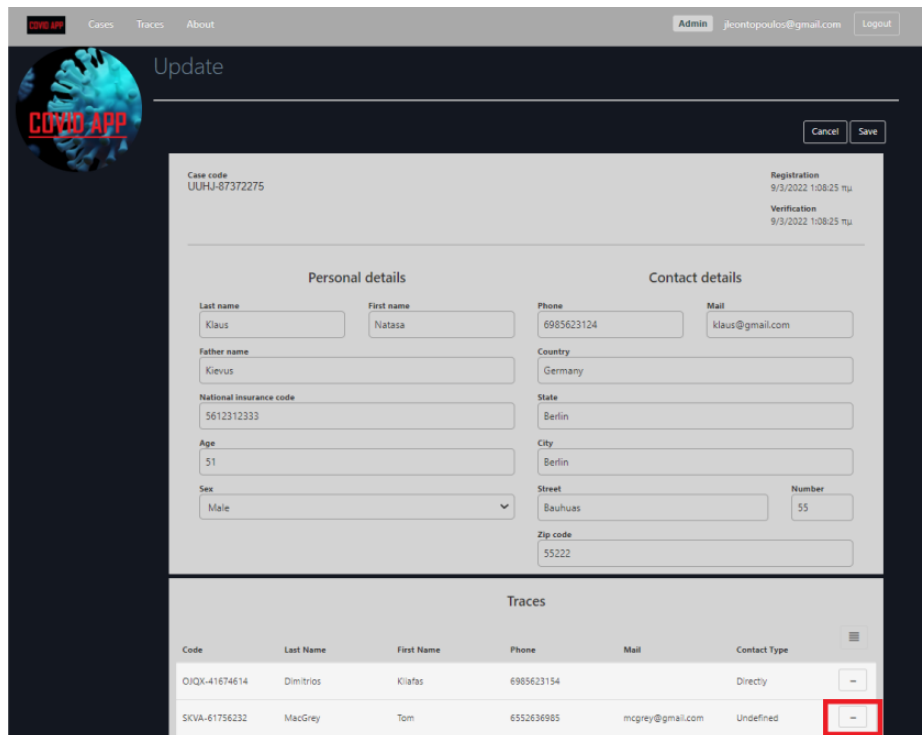 COVID APP Cases Traces About Admin jleontopoulos@gmail.com Logout
Update
COVID APP
Cancel Save
Case code
UUHJ-87372275
Registration
9/3/2022 1:08:25 πμ
Verification
9/3/2022 1:08:25 πμ
Personal details
Last name First name
Klaus Natasa
Father name
Kievus
National insurance code
5612312333
Age
51
Sex
Male
Contact details
Phone Mail
6985623124 klaus@gmail.com
Country
Germany
State
Berlin
City
Berlin
Street Number
Bauhuas 55
Zip code
55222
Traces
Code Last Name First Name Phone Mail Contact Type
OJQX-41674614 Dimitrios Kilafas 6985623154 Directly -
SKVA-61756232 MacGrey Tom 6552636985 mcgrey@gmail.com Undefined -